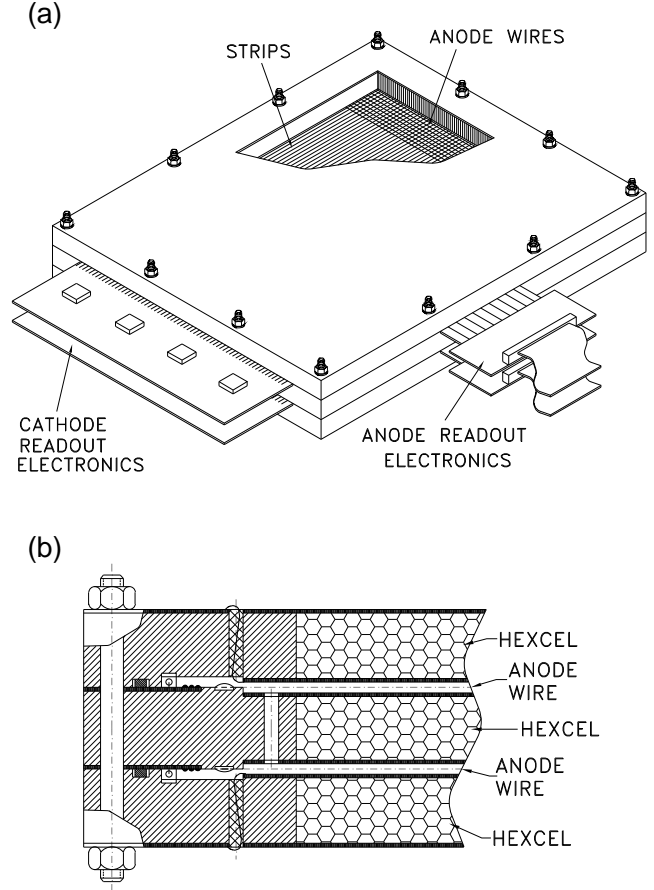 (a)
STRIPS
ANODE WIRES
CATHODE
READOUT
ELECTRONICS
ANODE READOUT
ELECTRONICS
(b)
HEXCEL
ANODE
WIRE
HEXCEL
ANODE
WIRE
HEXCEL